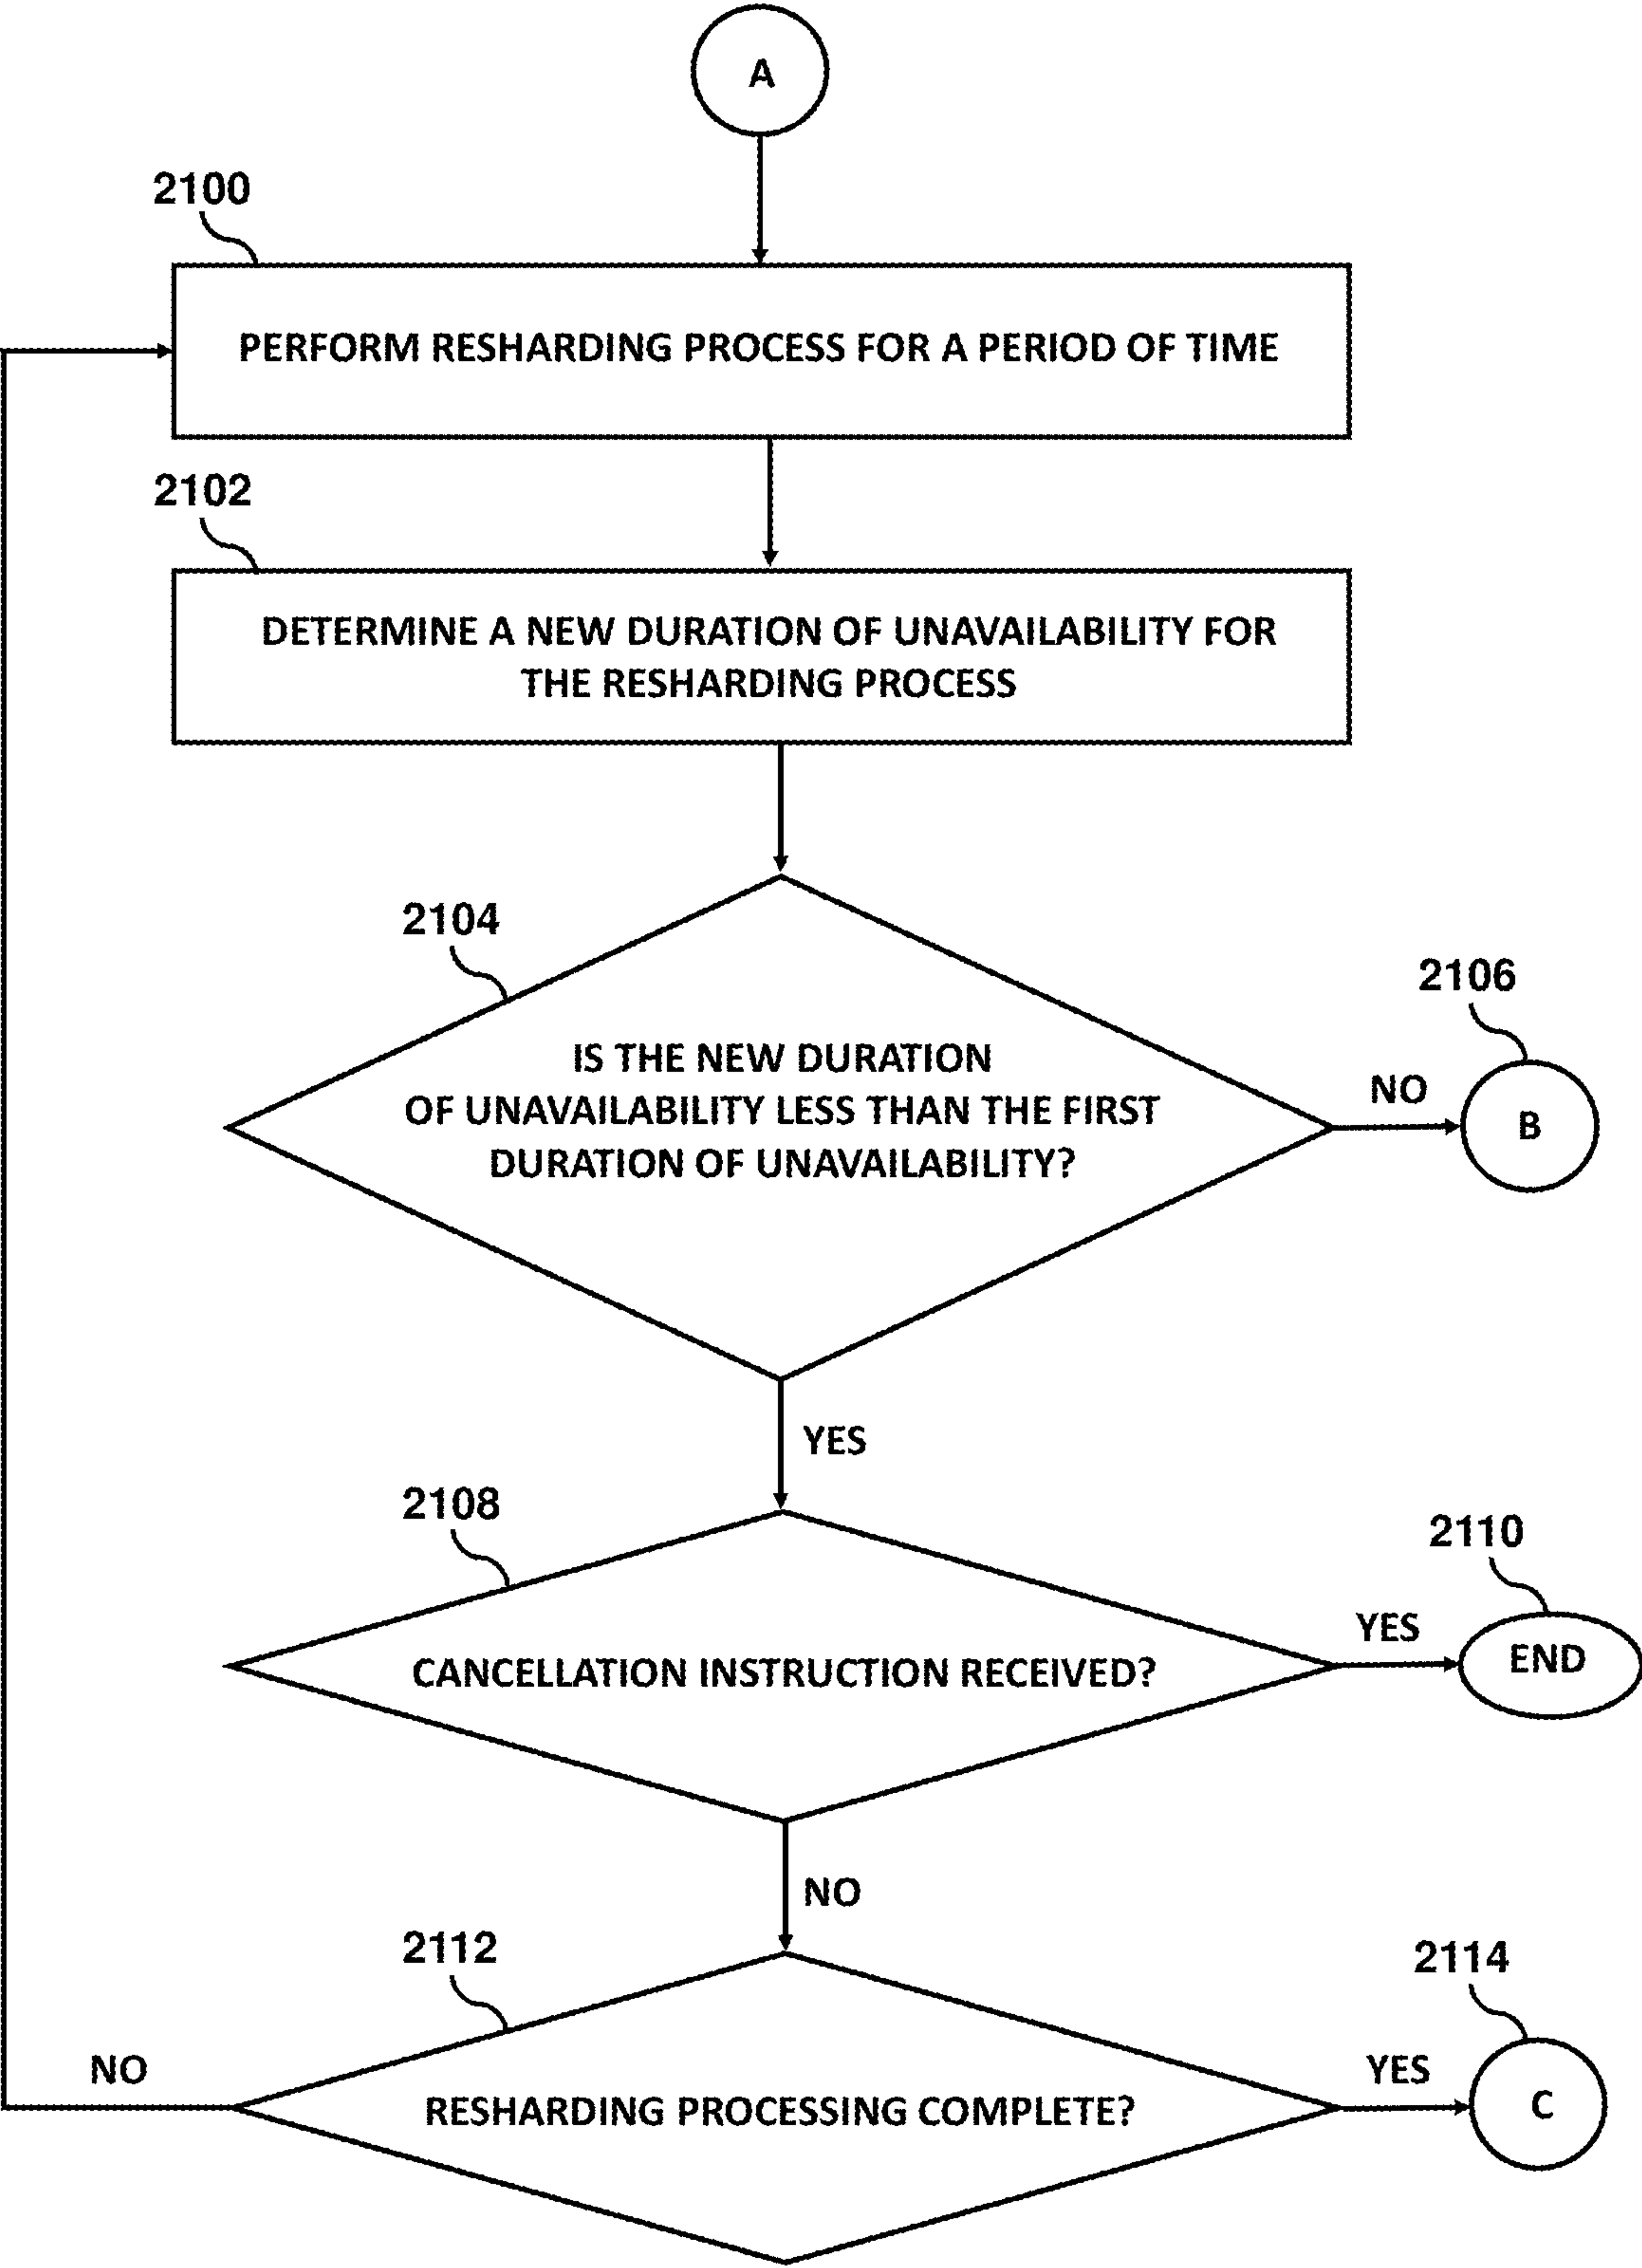 A
2100
PERFORM RESHARDING PROCESS FOR A PERIOD OF TIME
2102
DETERMINE A NEW DURATION OF UNAVAILABILITY FOR
THE RESHARDING PROCESS
2104
IS THE NEW DURATION
OF UNAVAILABILITY LESS THAN THE FIRST
DURATION OF UNAVAILABILITY?
2106
NO
B
YES
2108
CANCELLATION INSTRUCTION RECEIVED?
2110
YES
END
NO
2112
RESHARDING PROCESSING COMPLETE?
NO
2114
YES
C